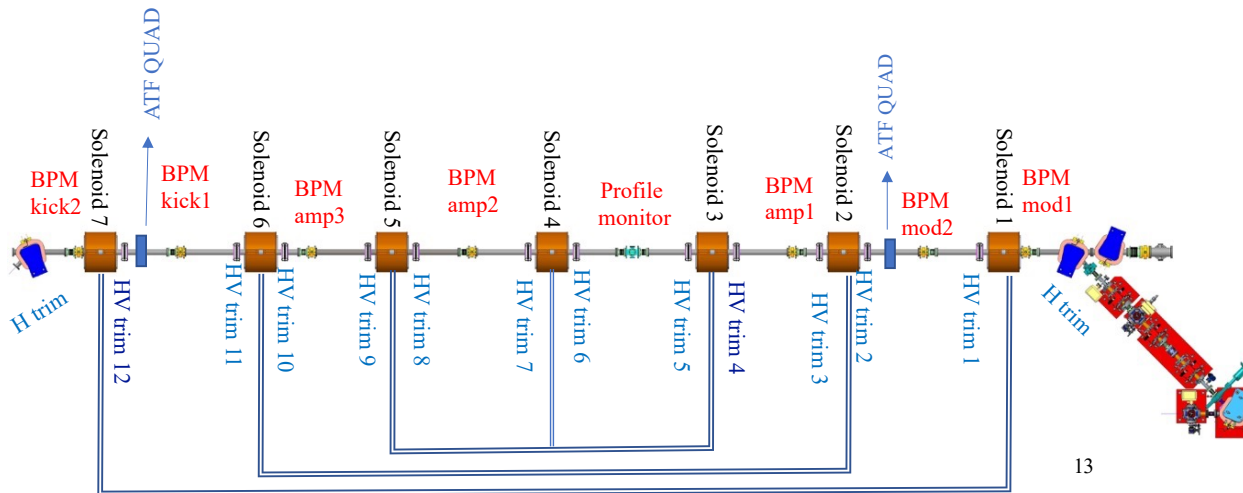 ATF QUAD
ATF QUAD
Solenoid 7
Solenoid 6
Solenoid 5
Solenoid 4
Solenoid 3
Solenoid 2
Solenoid 1
BPM
kick2
BPM
kick1
BPM
amp3
BPM
amp2
Profile
monitor
BPM
amp1
BPM
mod2
BPM
mod1
H trim
HV trim 12
HV trim 11
HV trim 10
HV trim 9
HV trim 8
HV trim 7
HV trim 6
HV trim 5
HV trim 4
HV trim 3
HV trim 2
HV trim 1
H trim
13